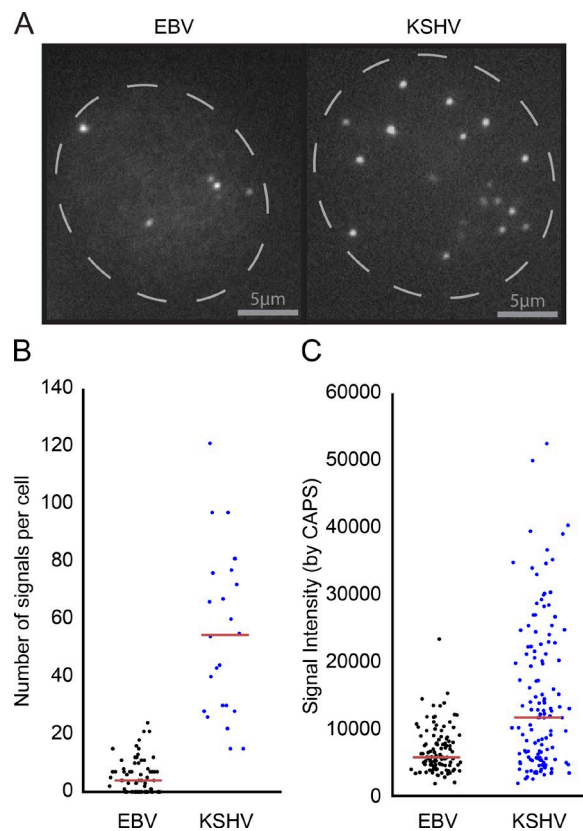 A
EBV KSHV
5μm 5μm
B
Number of signals per cell
140
120
100
80
60
40
20
0
EBV KSHV
C
Signal Intensity (by CAPS)
60000
50000
40000
30000
20000
10000
0
EBV KSHV